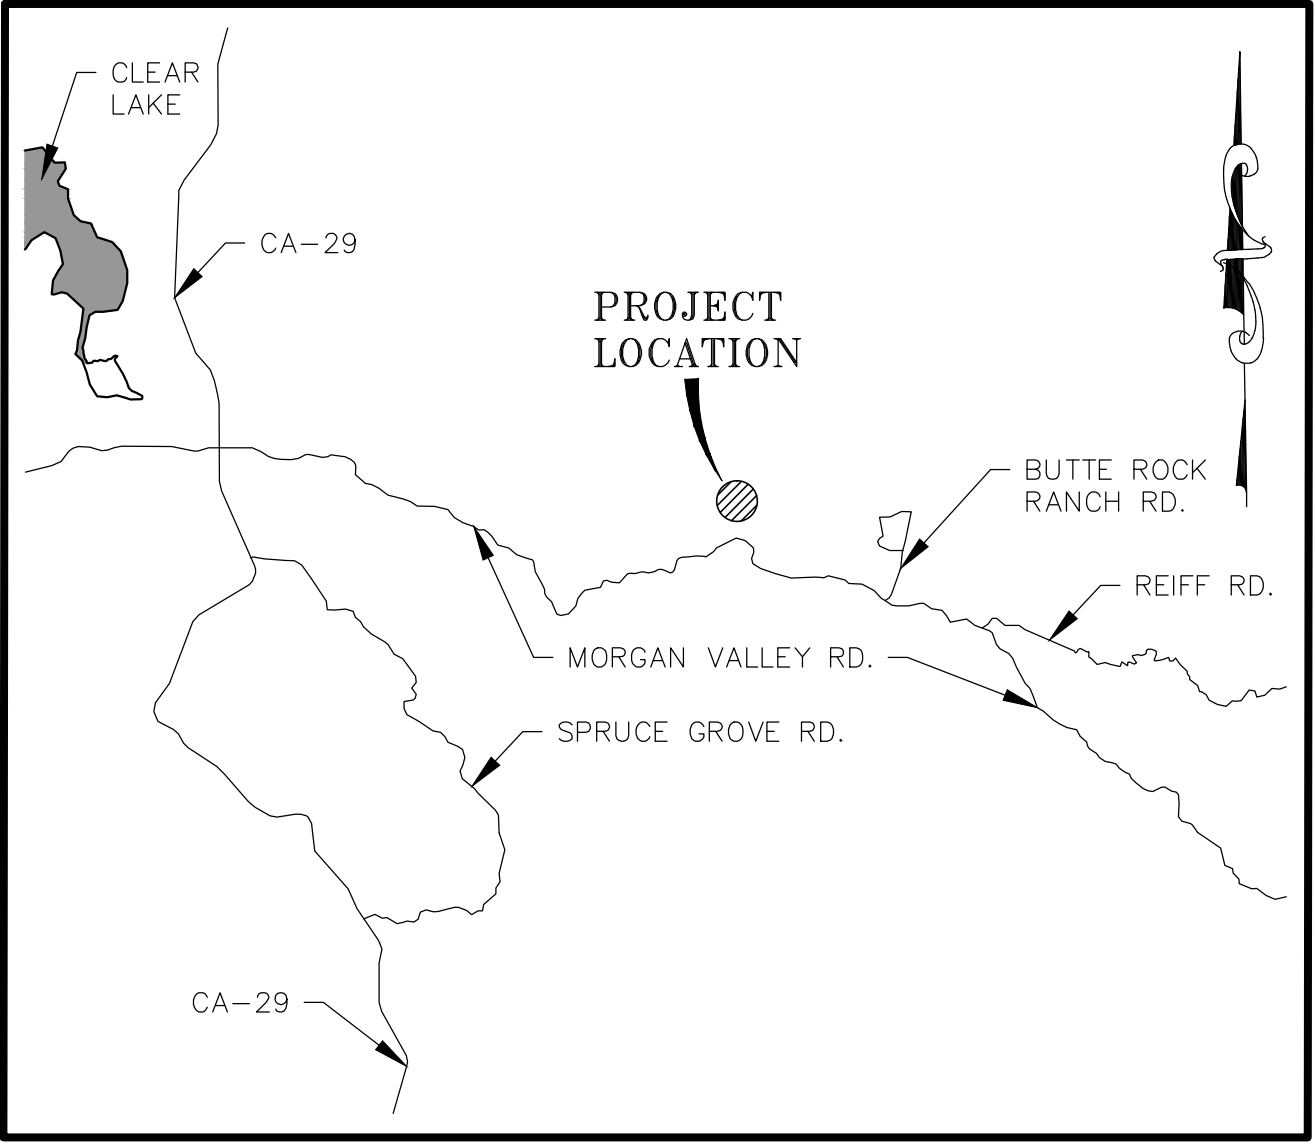 CLEAR
LAKE
CA-29
PROJECT
LOCATION
BUTTE ROCK
RANCH RD.
REIFF RD.
MORGAN VALLEY RD.
SPRUCE GROVE RD.
CA-29